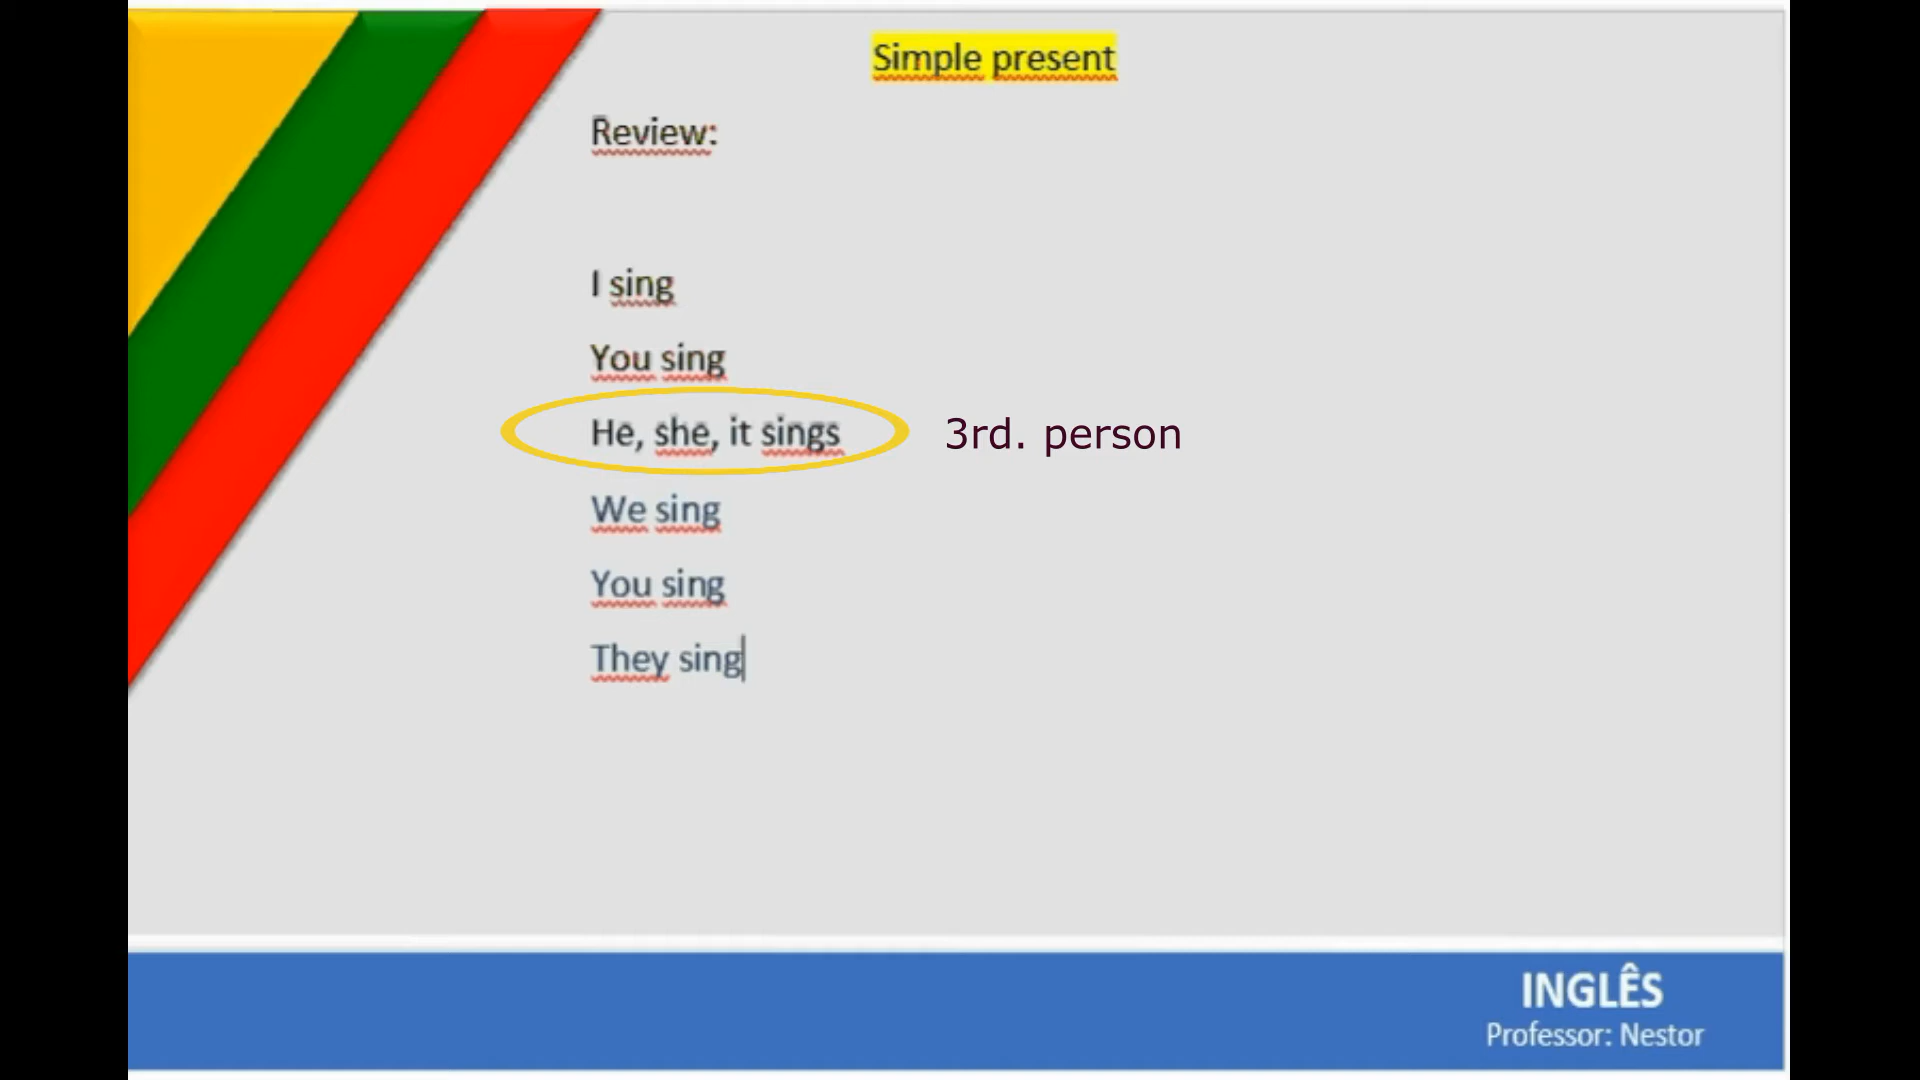 Simple present
Review:
I sing
You sing
He, she, it sings
3rd. person
We sing
You sing
They sing
INGLÊS
Professor: Nestor